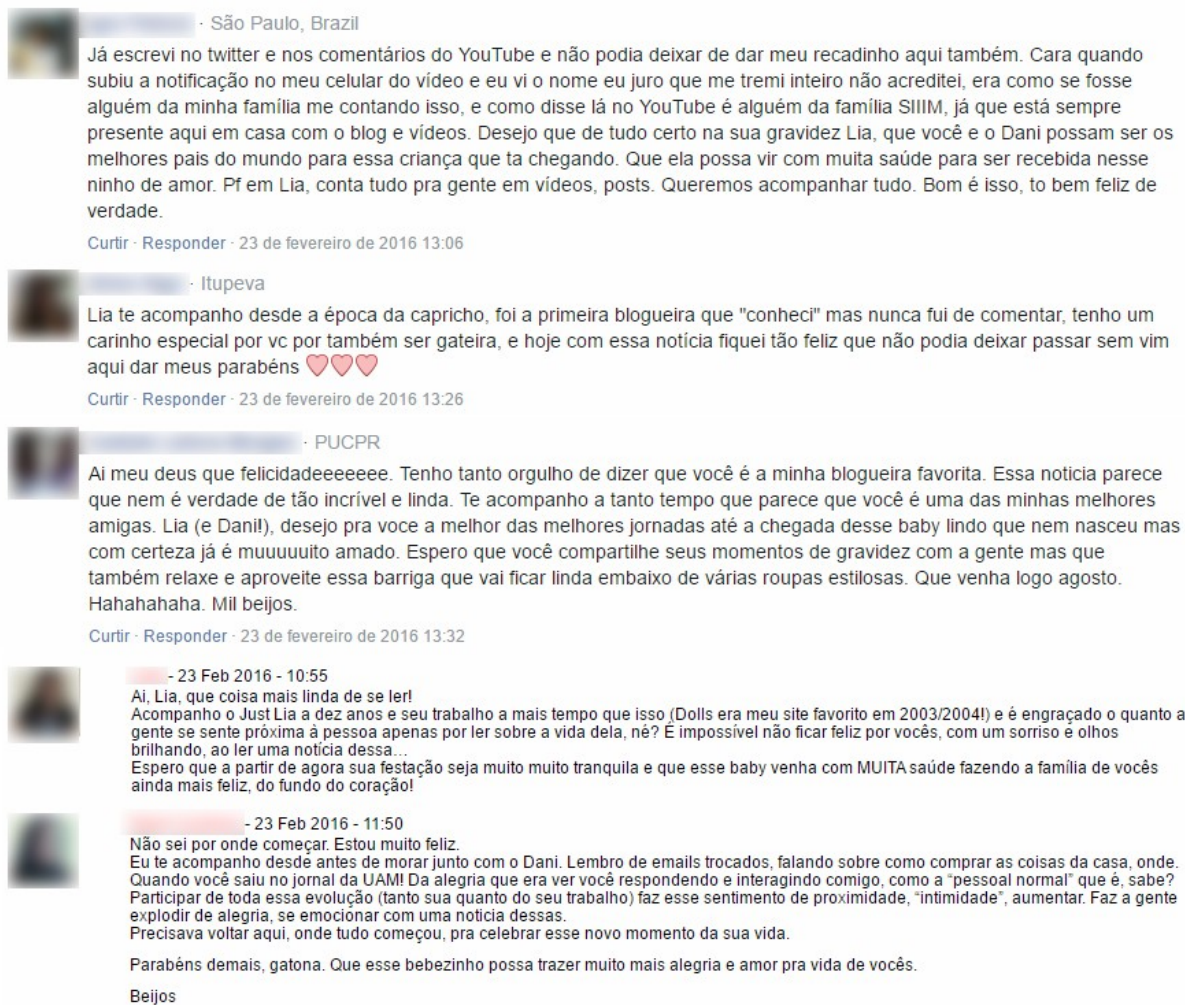 · São Paulo, Brazil
Já escrevi no twitter e nos comentários do YouTube e não podia deixar de dar meu recadinho aqui também. Cara quando
subiu a notificação no meu celular do vídeo e eu vi o nome eu juro que me tremi inteiro não acreditei, era como se fosse
alguém da minha família me contando isso, e como disse lá no YouTube é alguém da família SIIIM, já que está sempre
presente aqui em casa com o blog e vídeos. Desejo que de tudo certo na sua gravidez Lia, que você e o Dani possam ser os
melhores pais do mundo para essa criança que ta chegando. Que ela possa vir com muita saúde para ser recebida nesse
ninho de amor. Pf em Lia, conta tudo pra gente em vídeos, posts. Queremos acompanhar tudo. Bom é isso, to bem feliz de
verdade.
Curtir · Responder · 23 de fevereiro de 2016 13:06
· Itupeva
Lia te acompanho desde a época da capricho, foi a primeira blogueira que "conheci" mas nunca fui de comentar, tenho um
carinho especial por vc por também ser gateira, e hoje com essa notícia fiquei tão feliz que não podia deixar passar sem vim
aqui dar meus parabéns
Curtir · Responder · 23 de fevereiro de 2016 13:26
· PUCPR
Ai meu deus que felicidadeeeeeee. Tenho tanto orgulho de dizer que você é a minha blogueira favorita. Essa noticia parece
que nem é verdade de tão incrível e linda. Te acompanho a tanto tempo que parece que você é uma das minhas melhores
amigas. Lia (e Dani!), desejo pra voce a melhor das melhores jornadas até a chegada desse baby lindo que nem nasceu mas
com certeza já é muuuuuito amado. Espero que você compartilhe seus momentos de gravidez com a gente mas que
também relaxe e aproveite essa barriga que vai ficar linda embaixo de várias roupas estilosas. Que venha logo agosto.
Hahahahaha. Mil beijos.
Curtir · Responder · 23 de fevereiro de 2016 13:32
- 23 Feb 2016 - 10:55
Ai, Lia, que coisa mais linda de se ler!
Acompanho o Just Lia a dez anos e seu trabalho a mais tempo que isso (Dolls era meu site favorito em 2003/2004!) e é engraçado o quanto a
gente se sente próxima à pessoa apenas por ler sobre a vida dela, né? É impossível não ficar feliz por vocês, com um sorriso e olhos
brilhando, ao ler uma notícia dessa…
Espero que a partir de agora sua festação seja muito muito tranquila e que esse baby venha com MUITA saúde fazendo a família de vocês
ainda mais feliz, do fundo do coração!
- 23 Feb 2016 - 11:50
Não sei por onde começar. Estou muito feliz.
Eu te acompanho desde antes de morar junto com o Dani. Lembro de emails trocados, falando sobre como comprar as coisas da casa, onde.
Quando você saiu no jornal da UAM! Da alegria que era ver você respondendo e interagindo comigo, como a “pessoal normal” que é, sabe?
Participar de toda essa evolução (tanto sua quanto do seu trabalho) faz esse sentimento de proximidade, “intimidade”, aumentar. Faz a gente
explodir de alegria, se emocionar com uma noticia dessas.
Precisava voltar aqui, onde tudo começou, pra celebrar esse novo momento da sua vida.
Parabéns demais, gatona. Que esse bebezinho possa trazer muito mais alegria e amor pra vida de vocês.
Beijos